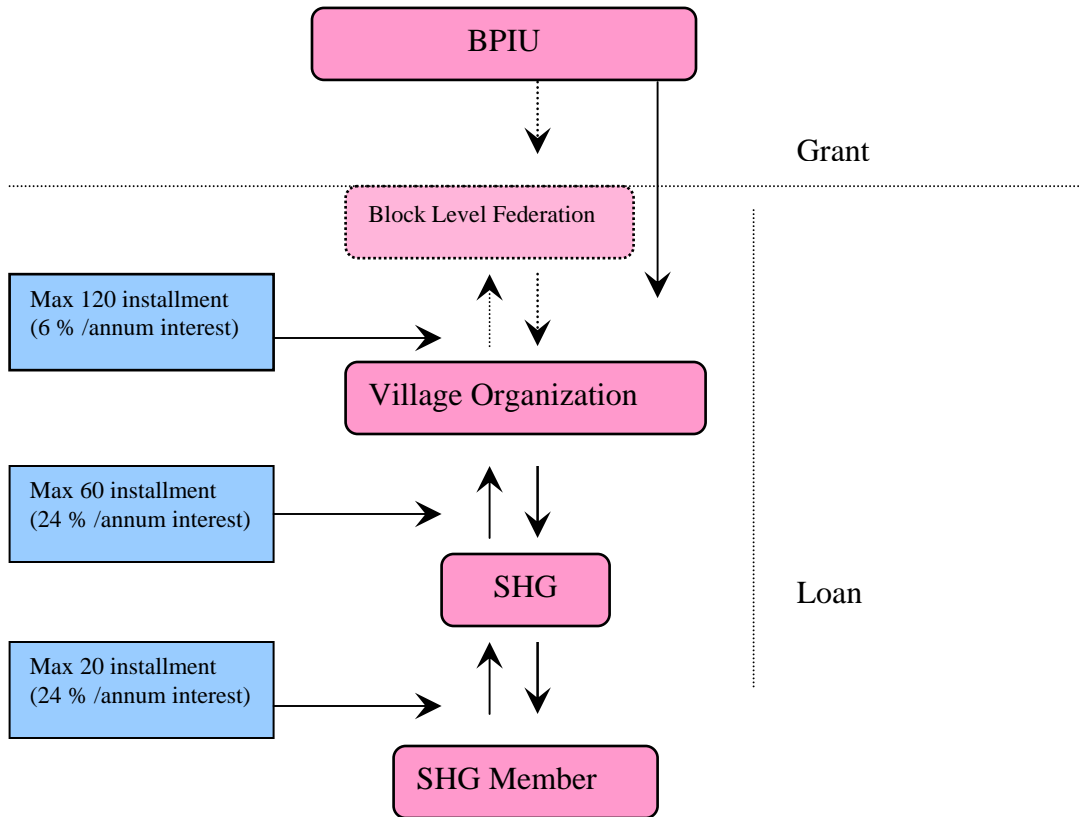 BPIU
Grant
Block Level Federation
Max 120 installment
(6 % /annum interest)
Village Organization
Max 60 installment
(24 % /annum interest)
SHG
Loan
Max 20 installment
(24 % /annum interest)
SHG Member